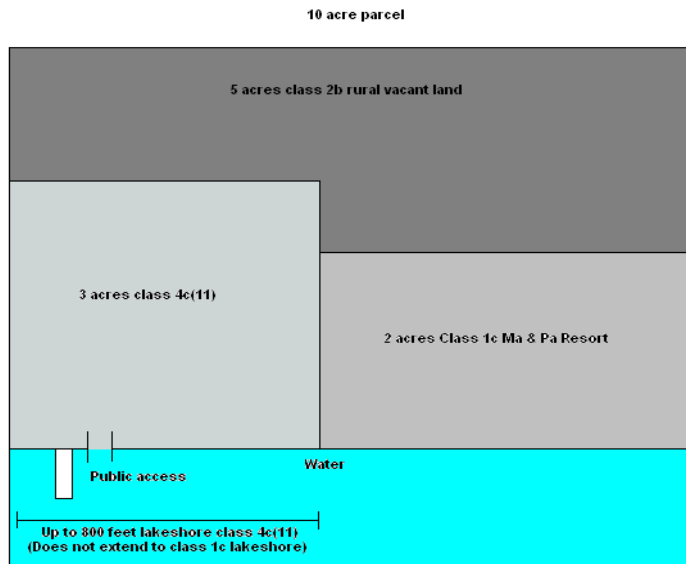 10 acre parcel
5 acres class 2b rural vacant land
3 acres class 4c(11)
2 acres Class 1c Ma & Pa Resort
Water
Public access
Up to 800 feet lakeshore class 4c(11)
(Does not extend to class 1c lakeshore)